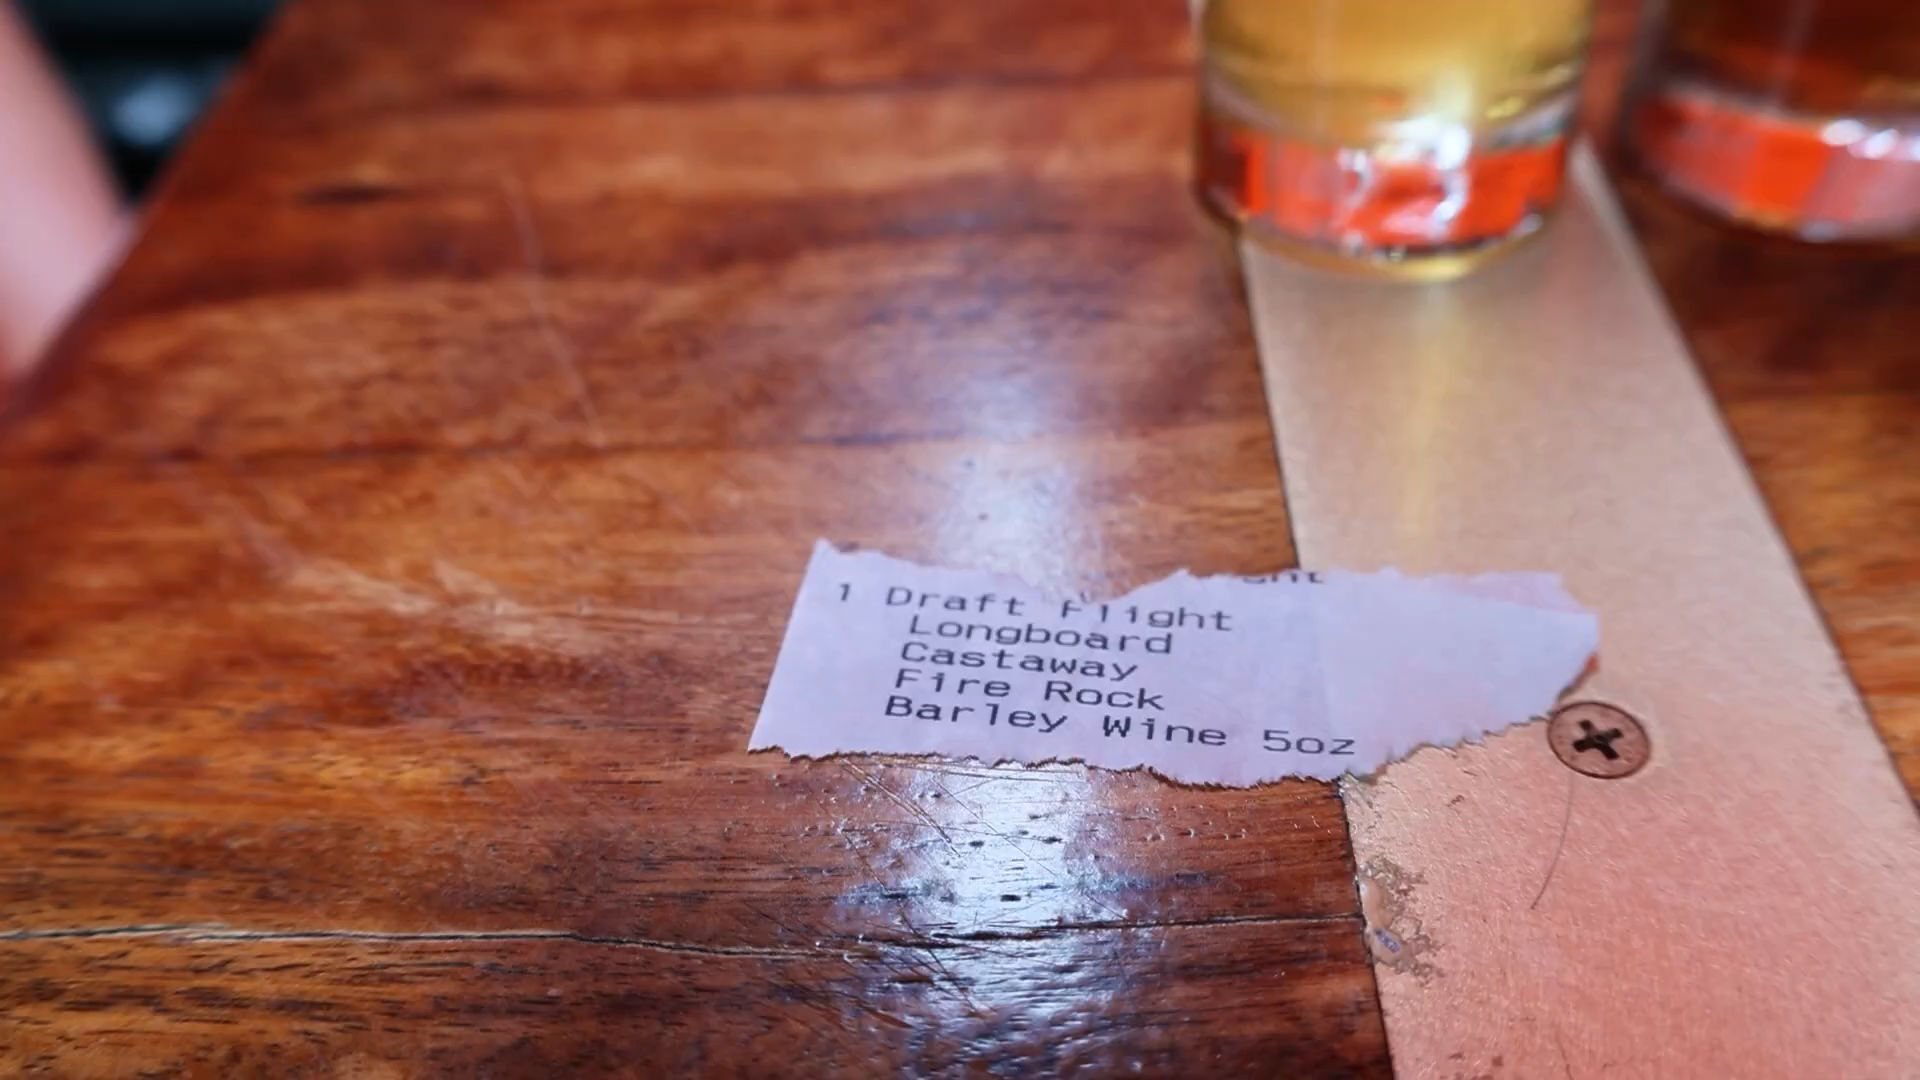 1 Draft Flight
Longboard
Castaway
Fire Rock
Barley Wine 5oz